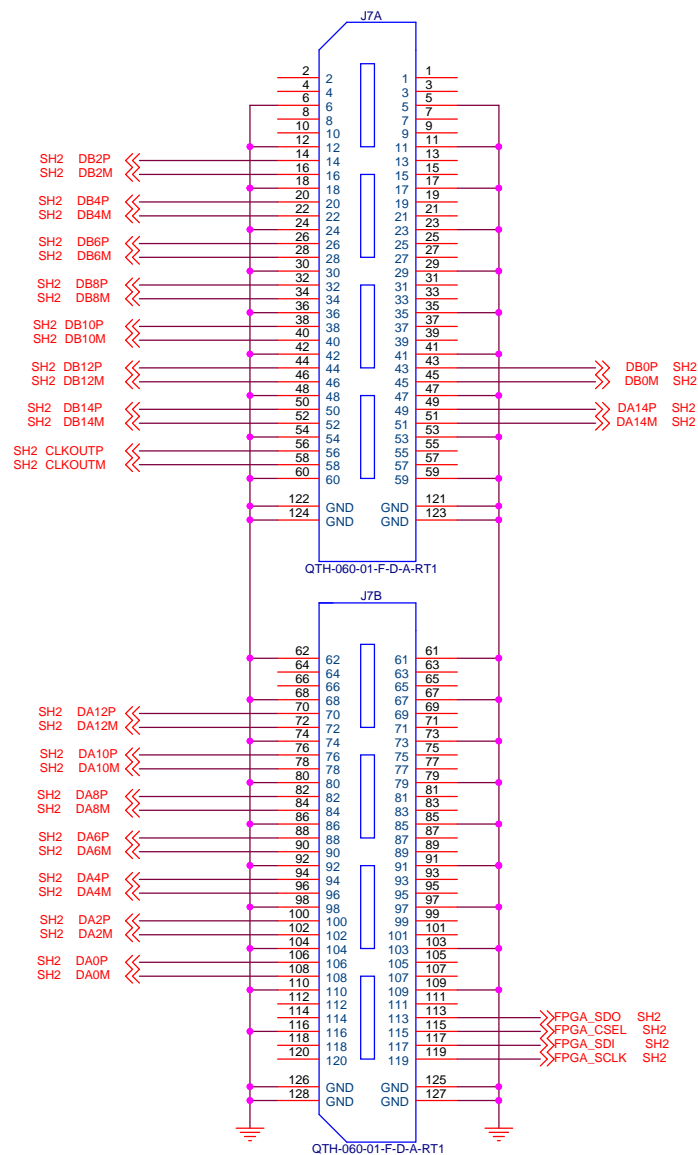 J7A
2 2 1 1
4 4 3 3
6 6 5 5
8 8 7 7
10 10 9 9
12 12 11 11
SH2 DB2P 14 14 13 13
SH2 DB2M 16 16 15 15
18 18 17 17
SH2 DB4P 20 20 19 19
SH2 DB4M 22 22 21 21
24 24 23 23
SH2 DB6P 26 26 25 25
SH2 DB6M 28 28 27 27
30 30 29 29
SH2 DB8P 32 32 31 31
SH2 DB8M 34 34 33 33
36 36 35 35
SH2 DB10P 38 38 37 37
SH2 DB10M 40 40 39 39
42 42 41 41
SH2 DB12P 44 44 43 43 DB0P SH2
SH2 DB12M 46 46 45 45 DB0M SH2
48 48 47 47
SH2 DB14P 50 50 49 49 DA14P SH2
SH2 DB14M 52 52 51 51 DA14M SH2
54 54 53 53
SH2 CLKOUTP 56 56 55 55
SH2 CLKOUTM 58 58 57 57
60 60 59 59
122 GND GND 121
124 GND GND 123
QTH-060-01-F-D-A-RT1
J7B
62 62 61 61
64 64 63 63
66 66 65 65
68 68 67 67
SH2 DA12P 70 70 69 69
SH2 DA12M 72 72 71 71
74 74 73 73
SH2 DA10P 76 76 75 75
SH2 DA10M 78 78 77 77
80 80 79 79
SH2 DA8P 82 82 81 81
SH2 DA8M 84 84 83 83
86 86 85 85
SH2 DA6P 88 88 87 87
SH2 DA6M 90 90 89 89
92 92 91 91
SH2 DA4P 94 94 93 93
SH2 DA4M 96 96 95 95
98 98 97 97
SH2 DA2P 100 100 99 99
SH2 DA2M 102 102 101 101
104 104 103 103
SH2 DA0P 106 106 105 105
SH2 DA0M 108 108 107 107
110 110 109 109
112 112 111 111
114 114 113 113 FPGA_SDO SH2
116 116 115 115 FPGA_CSEL SH2
118 118 117 117 FPGA_SDI SH2
120 120 119 119 FPGA_SCLK SH2
126 GND GND 125
128 GND GND 127
QTH-060-01-F-D-A-RT1